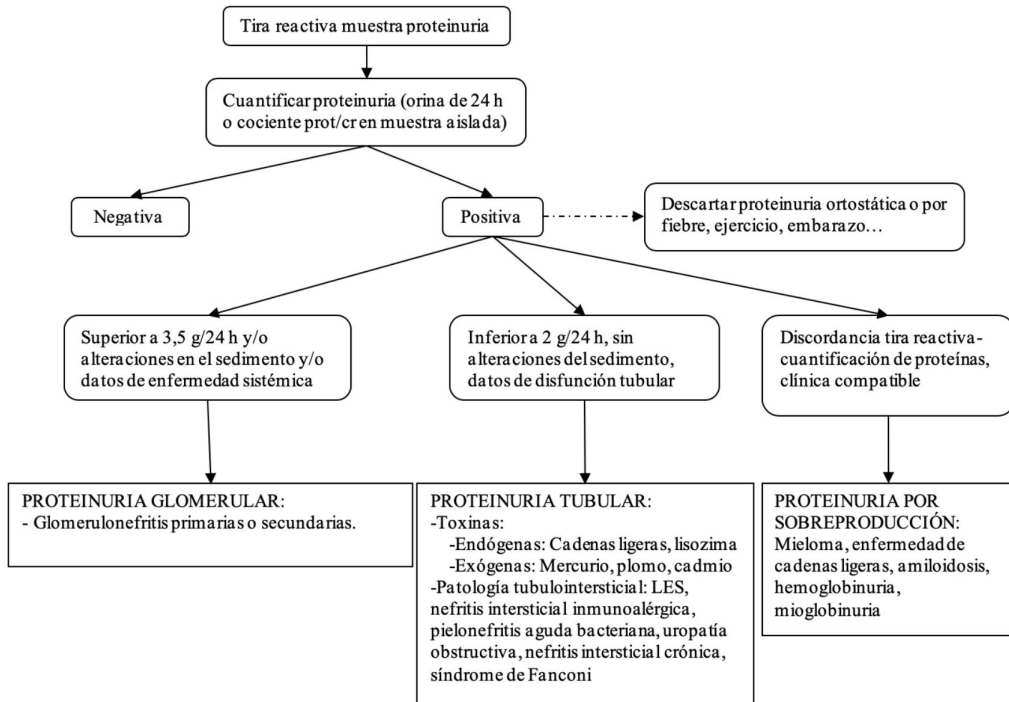 Tira reactiva muestra proteinuria
Cuantificar proteinuria (orina de 24 h
o cociente prot/cr en muestra aislada)
Negativa
Positiva
Descartar proteinuria ortostática o por
fiebre, ejercicio, embarazo...
Superior a 3,5 g/24 h y/o
alteraciones en el sedimento y/o
datos de enfermedad sistémica
Inferior a 2 g/24 h, sin
alteraciones del sedimento,
datos de disfunción tubular
Discordancia tira reactiva-
cuantificación de proteínas,
clínica compatible
PROTEINURIA GLOMERULAR:
- Glomerulonefritis primarias o secundarias.
PROTEINURIA TUBULAR:
-Toxinas:
-Endógenas: Cadenas ligeras, lisozima
-Exógenas: Mercurio, plomo, cadmio
-Patología tubulointersticial: LES,
nefritis intersticial inmunoalérgica,
pielonefritis aguda bacteriana, uropatía
obstructiva, nefritis intersticial crónica,
síndrome de Fanconi
PROTEINURIA POR
SOBREPRODUCCIÓN:
Mieloma, enfermedad de
cadenas ligeras, amiloidosis,
hemoglobinuria,
mioglobinuria